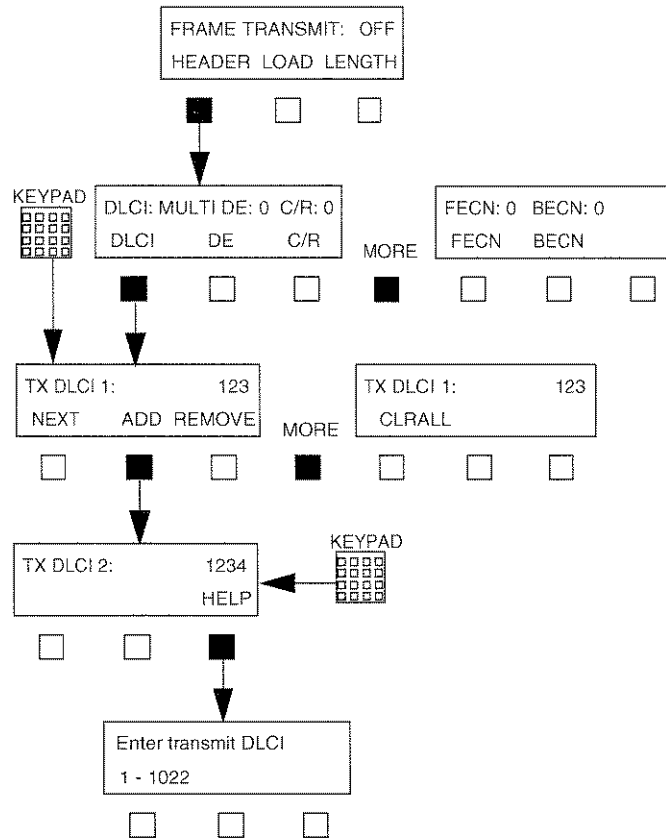 FRAME TRANSMIT: OFF
HEADER LOAD LENGTH
KEYPAD
DLCI: MULTI DE: 0 C/R: 0
DLCI DE C/R
MORE
FECN: 0 BECN: 0
FECN BECN
TX DLCI 1: 123
NEXT ADD REMOVE
MORE
TX DLCI 1: 123
CLRALL
TX DLCI 2: 1234
HELP
KEYPAD
Enter transmit DLCI
1 - 1022